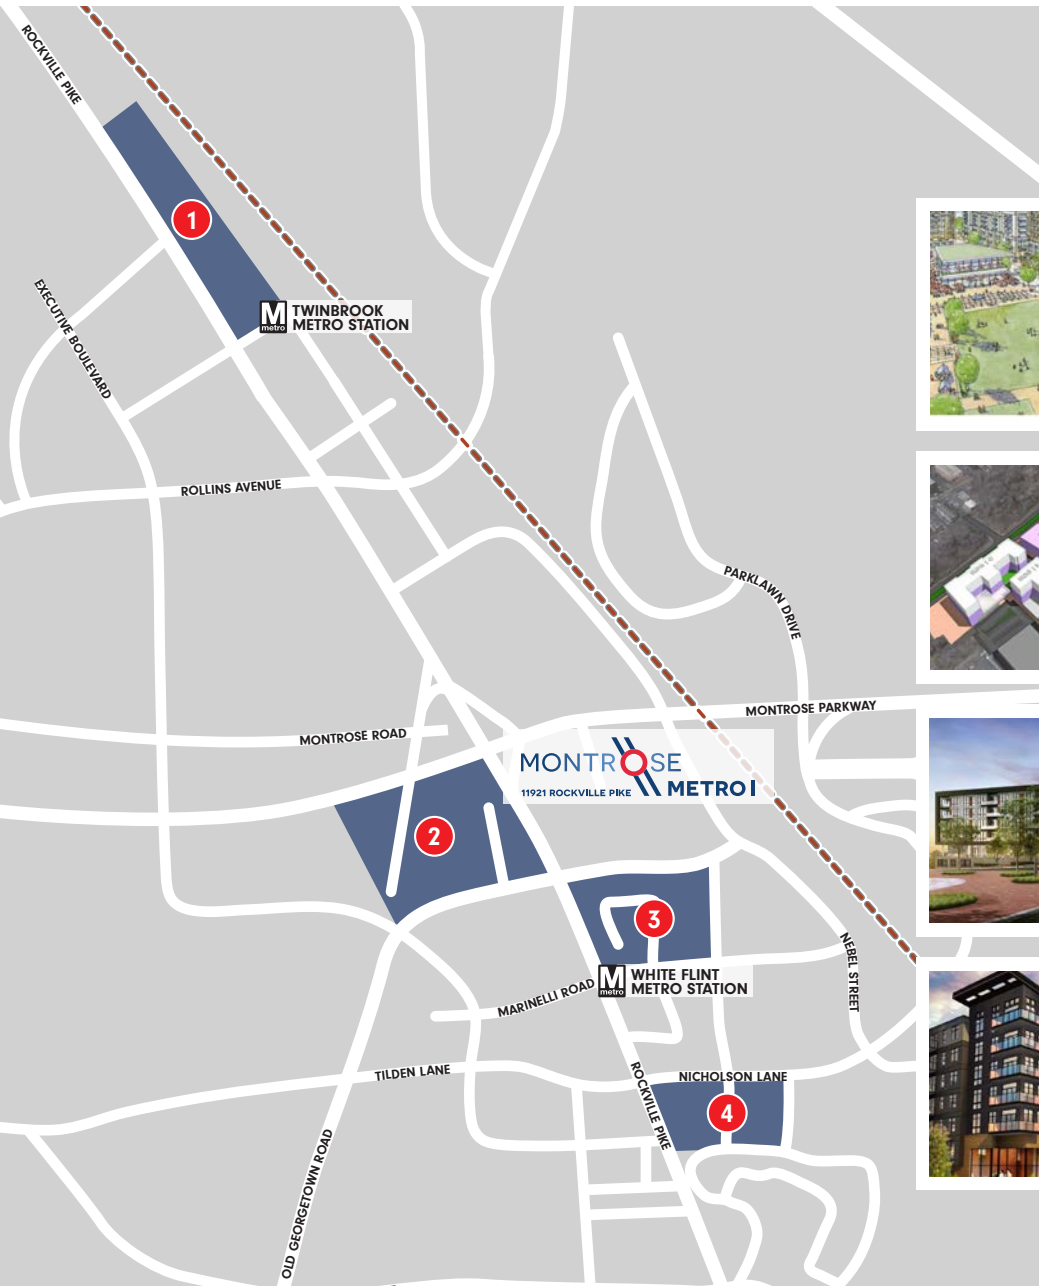 ROCKVILLE PIKE
1
M
metro
TWINBROOK
METRO STATION
EXECUTIVE BOULEVARD
ROLLINS AVENUE
PARKLAWN DRIVE
MONTROSE PARKWAY
MONTROSE ROAD
MONTROSE
11921 ROCKVILLE PIKE METRO I
2
3
NEBEL STREET
M
metro
WHITE FLINT
METRO STATION
MARINELLI ROAD
TILDEN LANE
ROCKVILLE PIKE
NICHOLSON LANE
4
OLD GEORGETOWN ROAD